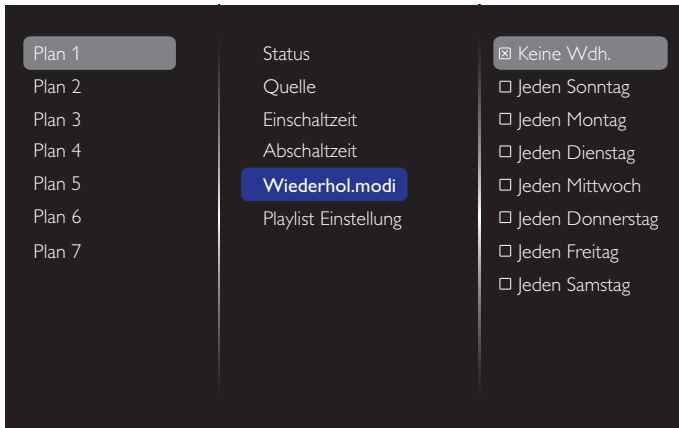 Plan 1
Plan 2
Plan 3
Plan 4
Plan 5
Plan 6
Plan 7
Status
Quelle
Einschaltzeit
Abschaltzeit
Wiederhol.modi
Playlist Einstellung
Keine Wdh.
Jeden Sonntag
Jeden Montag
Jeden Dienstag
Jeden Mittwoch
Jeden Donnerstag
Jeden Freitag
Jeden Samstag